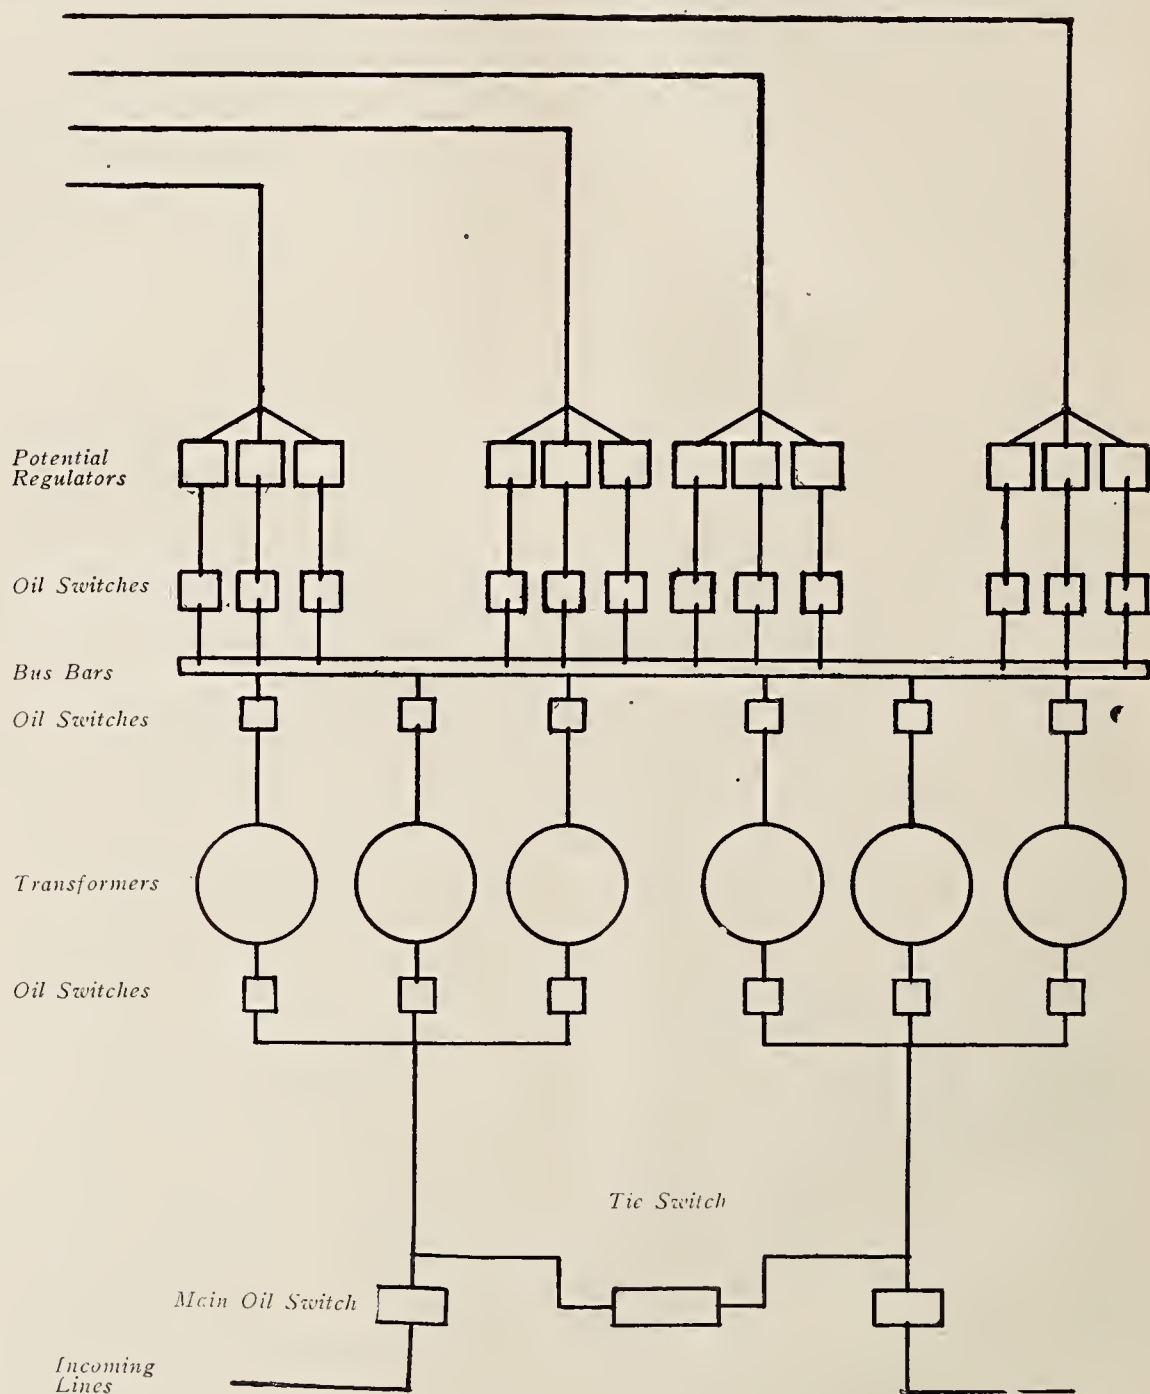 Potential
Regulators
Oil Switches
Bus Bars
Oil Switches
Transformers
Oil Switches
Tie Switch
Main Oil Switch
Incoming
Lines